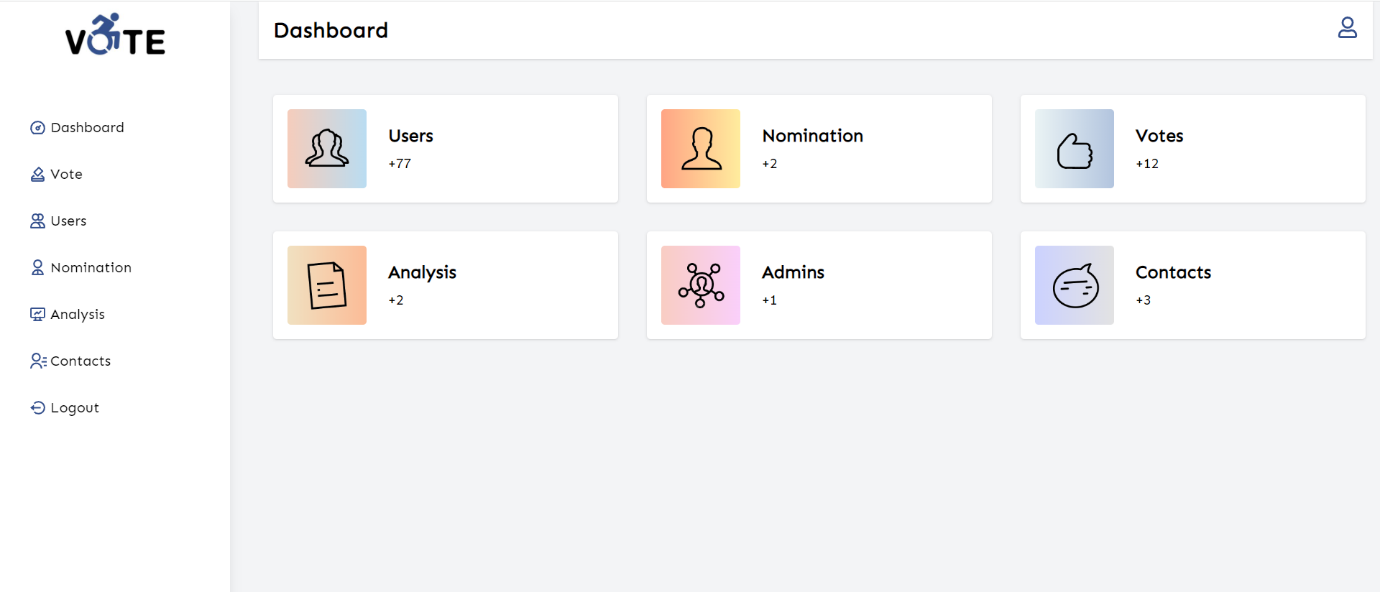 VOTE
Dashboard
Vote
Users
Nomination
Analysis
Contacts
Logout
Dashboard
Users
+77
Nomination
+2
Votes
+12
Analysis
+2
Admins
+1
Contacts
+3